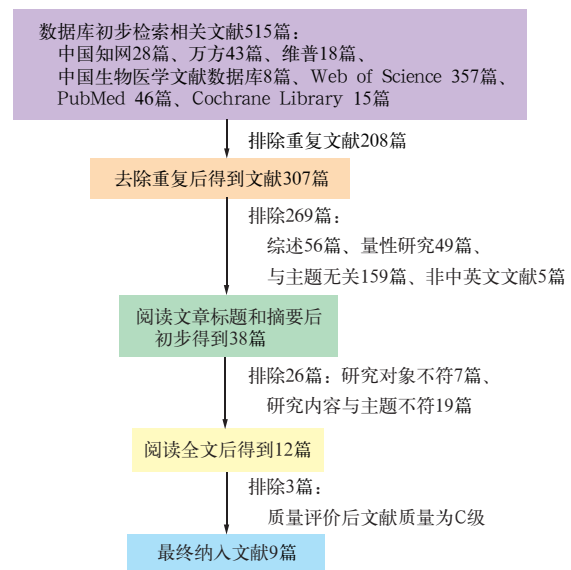 数据库初步检索相关文献515篇:
中国知网28篇、万方43篇、维普18篇、
中国生物医学文献数据库8篇、Web of Science 357篇、
PubMed 46篇、Cochrane Library 15篇
排除重复文献208篇
去除重复后得到文献307篇
排除269篇:
综述56篇、量性研究49篇、
与主题无关159篇、非中英文文献5篇
阅读文章标题和摘要后
初步得到38篇
排除26篇:研究对象不符7篇、
研究内容与主题不符19篇
阅读全文后得到12篇
排除3篇:
质量评价后文献质量为C级
最终纳入文献9篇